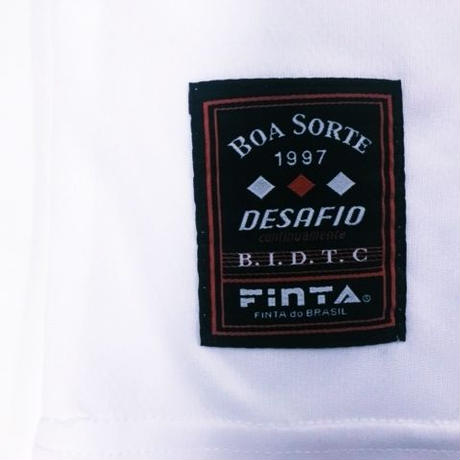 BOA SORTE
1997
DESAFIO
continuamente
B. I. D. T. C
FiNTA®
FINTA do BRASIL